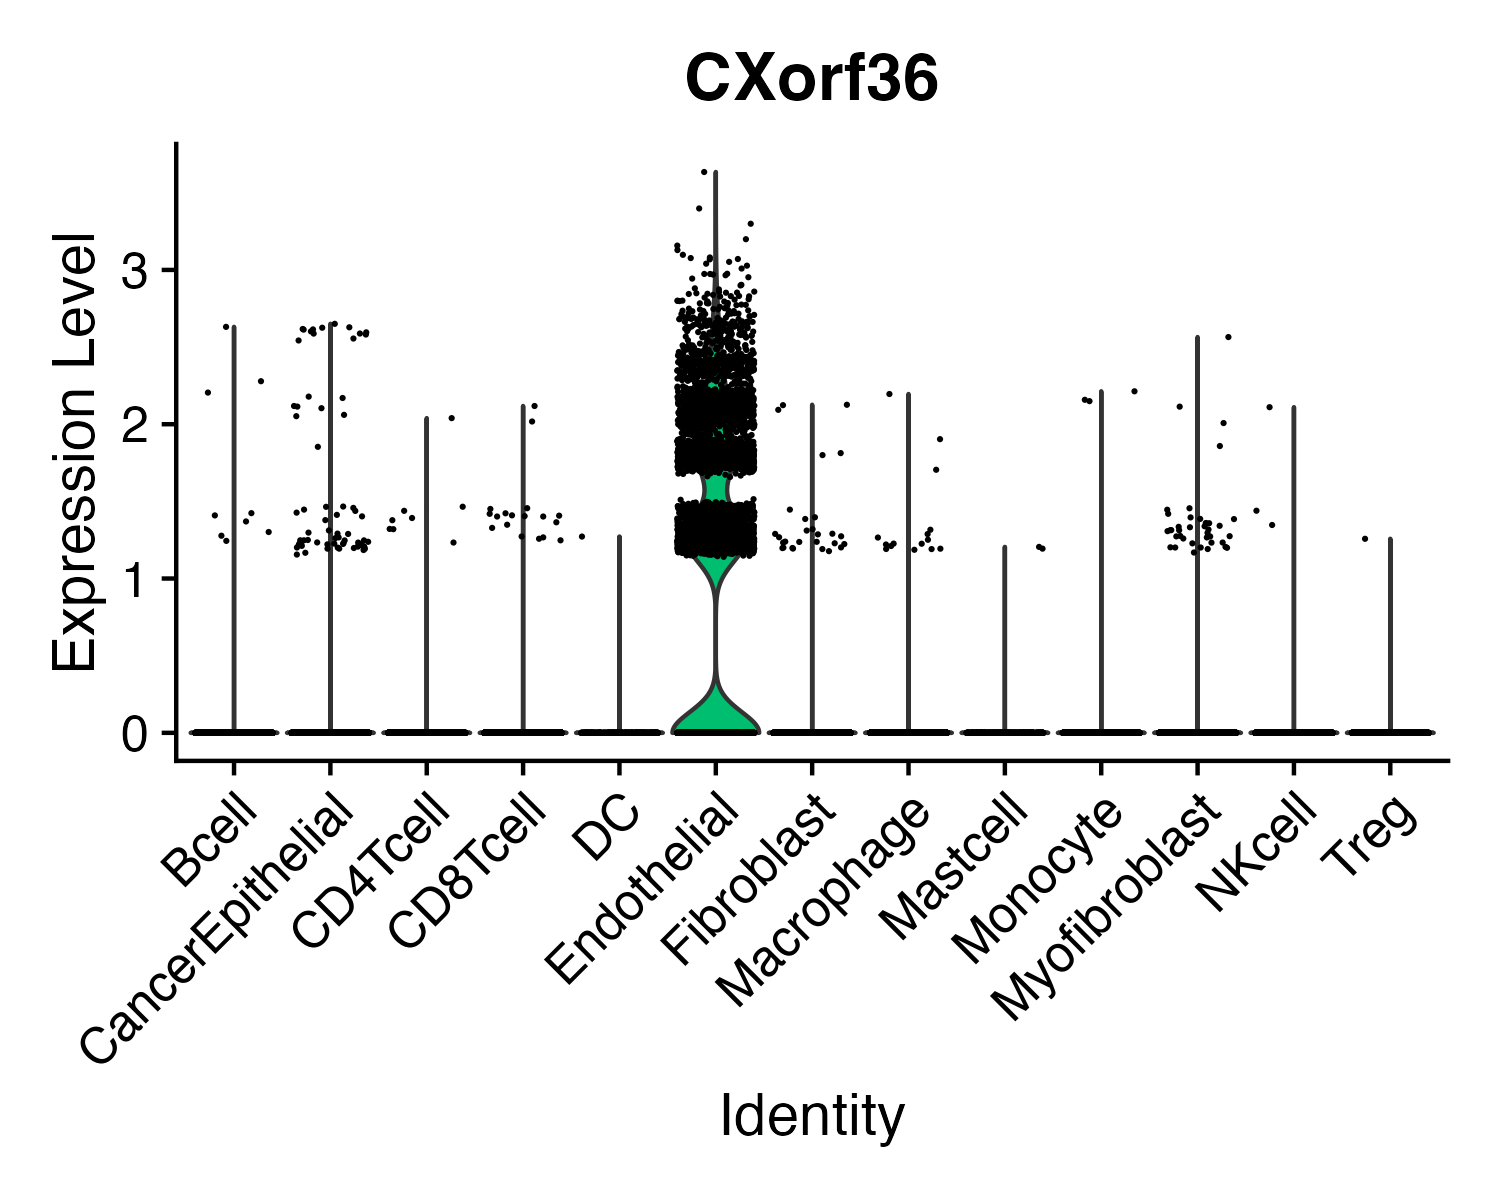 CXorf36
Expression Level
3
2
1
0
Bcell
CancerEpithelial
CD4Tcell
CD8Tcell
DC
Endothelial
Fibroblast
Macrophage
Mastcell
Monocyte
Myofibroblast
NKcell
Treg
Identity